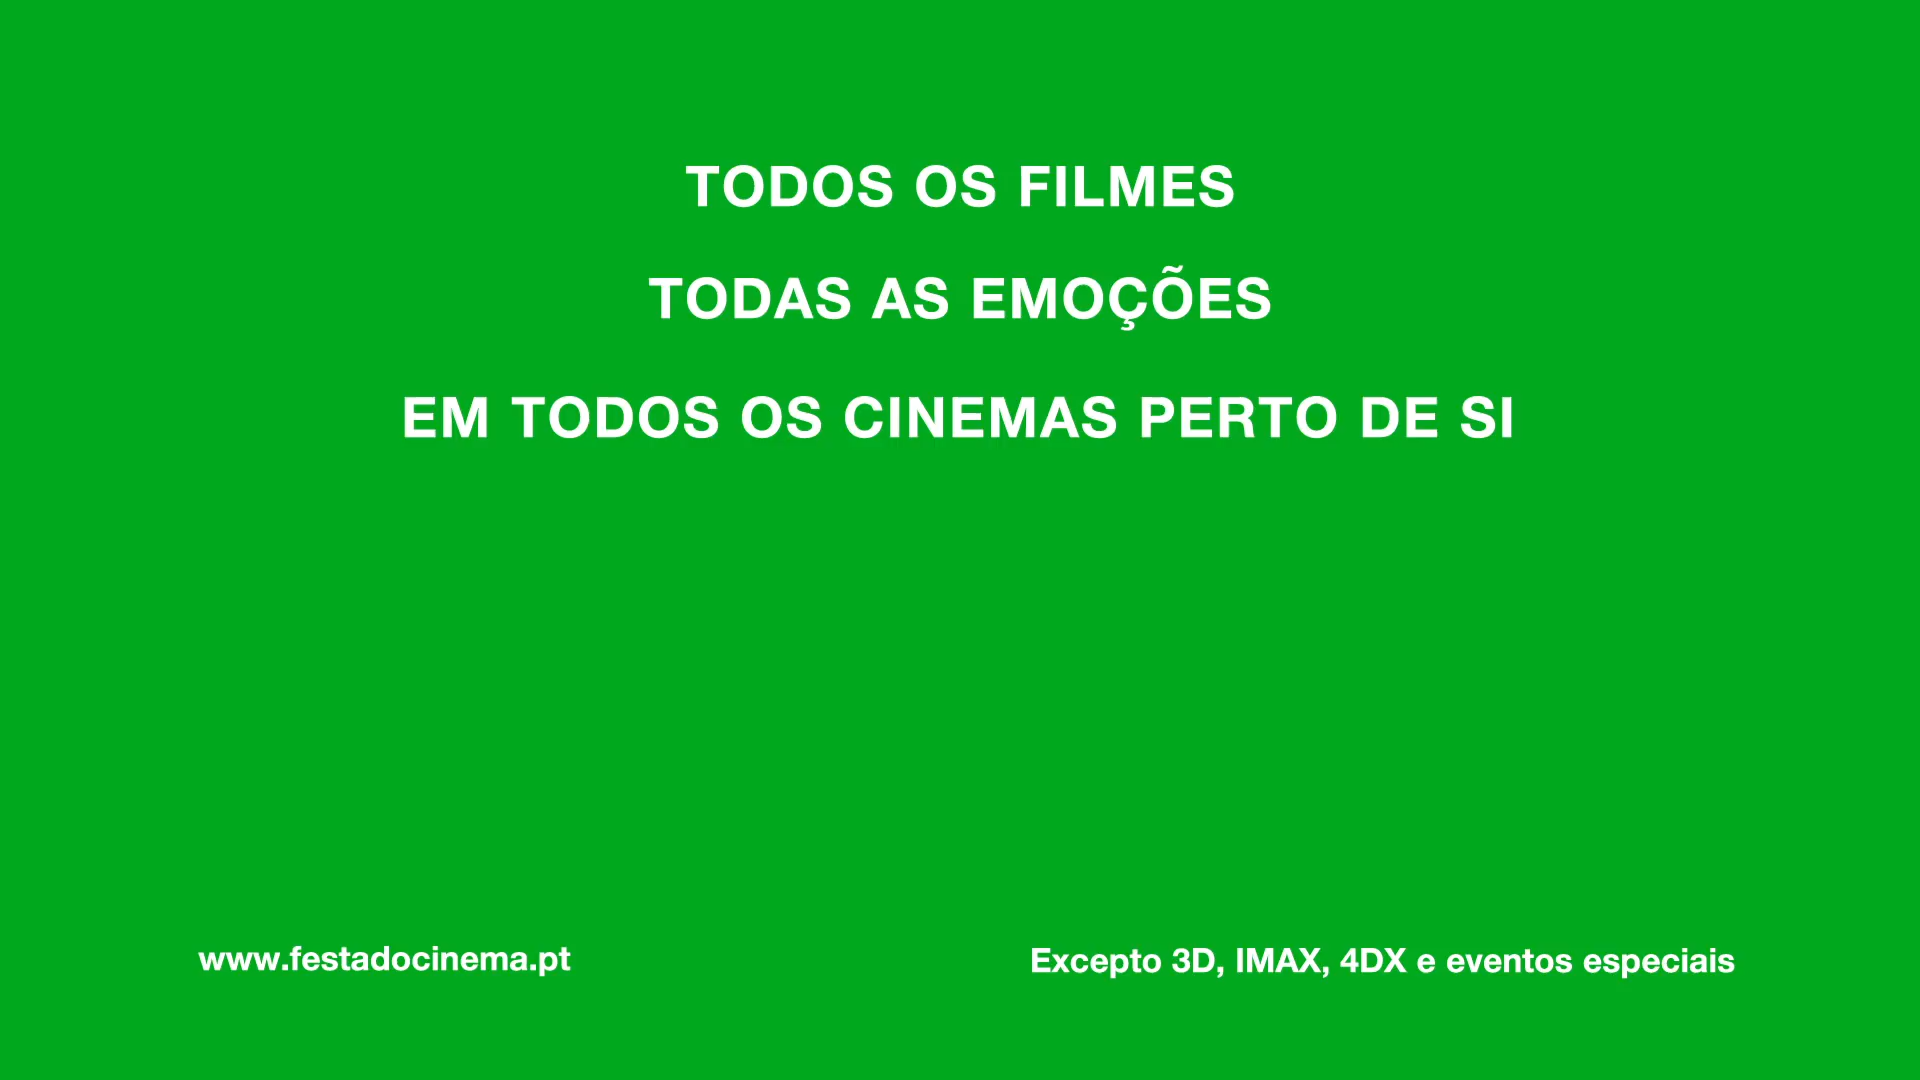 TODOS OS FILMES
TODAS AS EMOÇÕES
EM TODOS OS CINEMAS PERTO DE SI
www.festadocinema.pt
Excepto 3D, IMAX, 4DX e eventos especiais